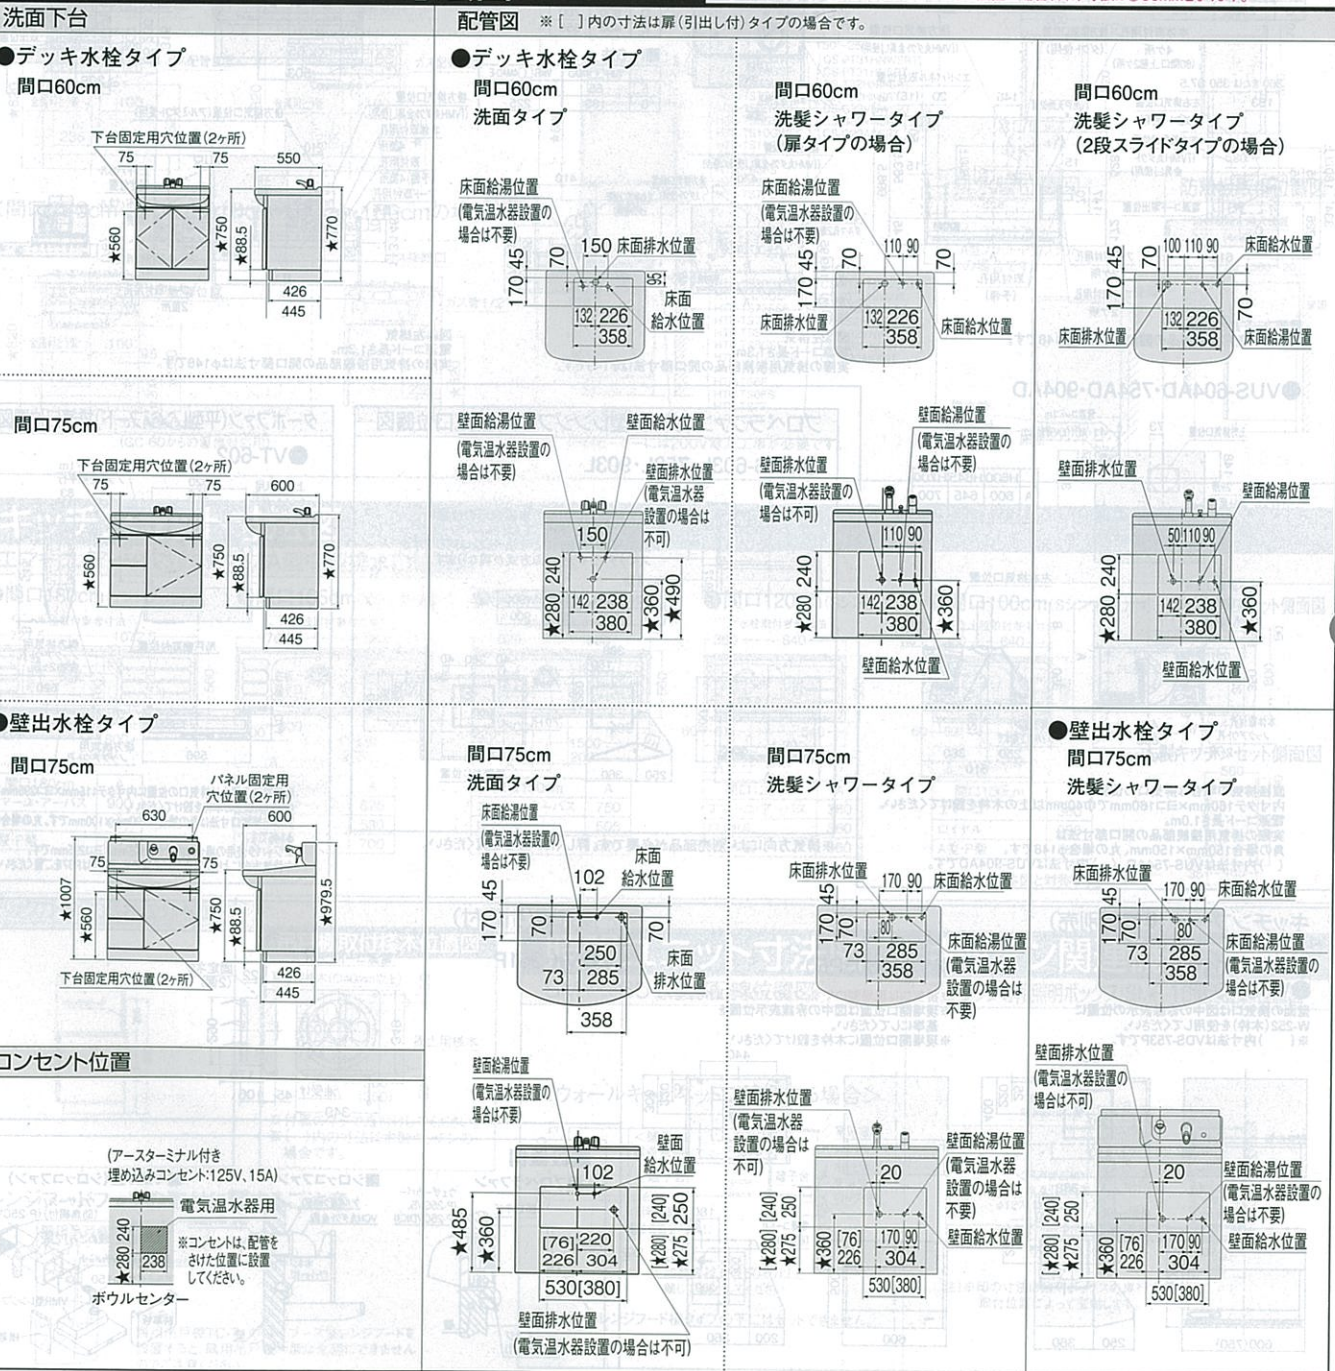 洗面下台
●デッキ水栓タイプ
間口60cm
下台固定用穴位置(2ヶ所)
75
75
550
★560
★750
★88.5
★770
426
445
間口75cm
下台固定用穴位置(2ヶ所)
75
75
600
★560
★750
★88.5
★770
426
445
●壁出水栓タイプ
間口75cm
パネル固定用
穴位置(2ヶ所)
630
600
75
75
★1007
★560
★750
★88.5
★979.5
下台固定用穴位置(2ヶ所)
426
445
コンセント位置
(アースターミナル付き
埋め込みコンセント:125V、15A)
電気温水器用
★280 240
238
※コンセントは、配管を
さけた位置に設置
してください。
ボウルセンター
配管図 ※[ ]内の寸法は扉(引出し付)タイプの場合です。
●デッキ水栓タイプ
間口60cm
洗面タイプ
床面給湯位置
(電気温水器設置の
場合は不要)
150 床面排水位置
170 45
70
95
床面
給水位置
132 226
358
間口60cm
洗髪シャワータイプ
(扉タイプの場合)
床面給湯位置
(電気温水器設置の
場合は不要)
110 90
170 45
70
70
床面排水位置
132 226
358
床面給水位置
間口60cm
洗髪シャワータイプ
(2段スライドタイプの場合)
100 110 90
床面給水位置
170 45
70
70
床面排水位置
132 226
358
床面給湯位置
壁面給湯位置
(電気温水器設置の
場合は不要)
壁面給水位置
壁面排水位置
(電気温水器
設置の場合は
不可)
150
★280 240
142 238
380
★360
★490
壁面給湯位置
(電気温水器設置の
場合は不要)
壁面排水位置
(電気温水器設置の
場合は不可)
110 90
★280 240
142 238
380
★360
壁面給水位置
壁面排水位置
壁面給湯位置
50 110 90
★280 240
142 238
380
★360
壁面給水位置
間口75cm
洗面タイプ
床面給湯位置
(電気温水器設置の
場合は不要)
102
床面
給水位置
170 45
70
70
250
73 285
358
床面
排水位置
間口75cm
洗髪シャワータイプ
床面排水位置
170 90
床面給水位置
170 45
70
80
73 285
358
床面給湯位置
(電気温水器
設置の場合は
不要)
●壁出水栓タイプ
間口75cm
洗髪シャワータイプ
床面排水位置
170 90
床面給水位置
170 45
70
80
73 285
358
床面給湯位置
(電気温水器設置の
場合は不要)
壁面給湯位置
(電気温水器設置の
場合は不要)
102
壁面
給水位置
★485
★360
[76] 220
226 304
530[380]
[★280] [240]
★275 250
壁面排水位置
(電気温水器設置の場合は不可)
壁面排水位置
(電気温水器
設置の場合は
不可)
20
[★280] [240]
★275 250
★360
[76] 170 90
226 304
530[380]
壁面給湯位置
(電気温水器
設置の場合は
不要)
壁面給水位置
壁面排水位置
(電気温水器設置の
場合は不可)
20
[★280] [240]
★275 250
★360
[76] 170 90
226 304
530[380]
壁面給湯位置
(電気温水器設置の
場合は不要)
壁面給水位置